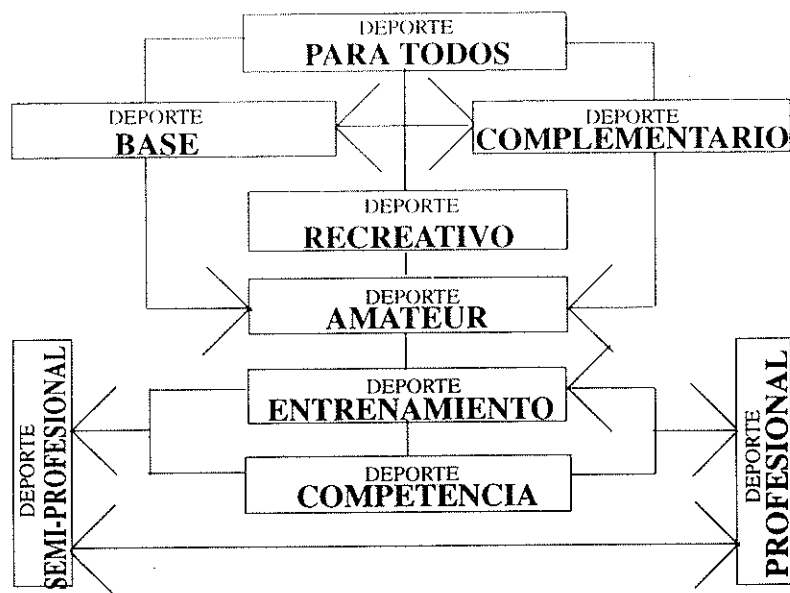 DEPORTE
PARA TODOS
DEPORTE
BASE
DEPORTE
COMPLEMENTARIO
DEPORTE
RECREATIVO
DEPORTE
AMATEUR
DEPORTE
SEMI-PROFESIONAL
DEPORTE
ENTRENAMIENTO
DEPORTE
PROFESIONAL
DEPORTE
COMPETENCIA